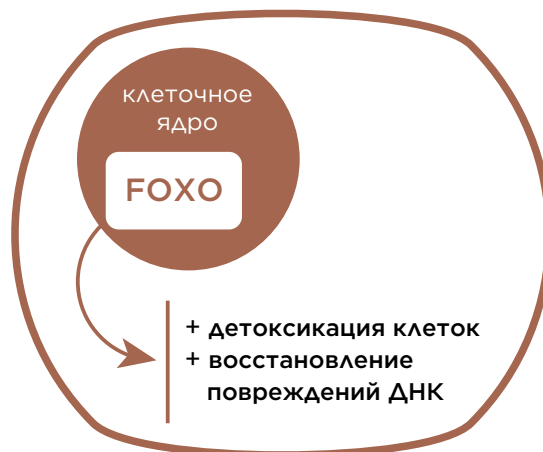 клеточное
ядро
FOXO
+ детоксикация клеток
+ восстановление
повреждений ДНК